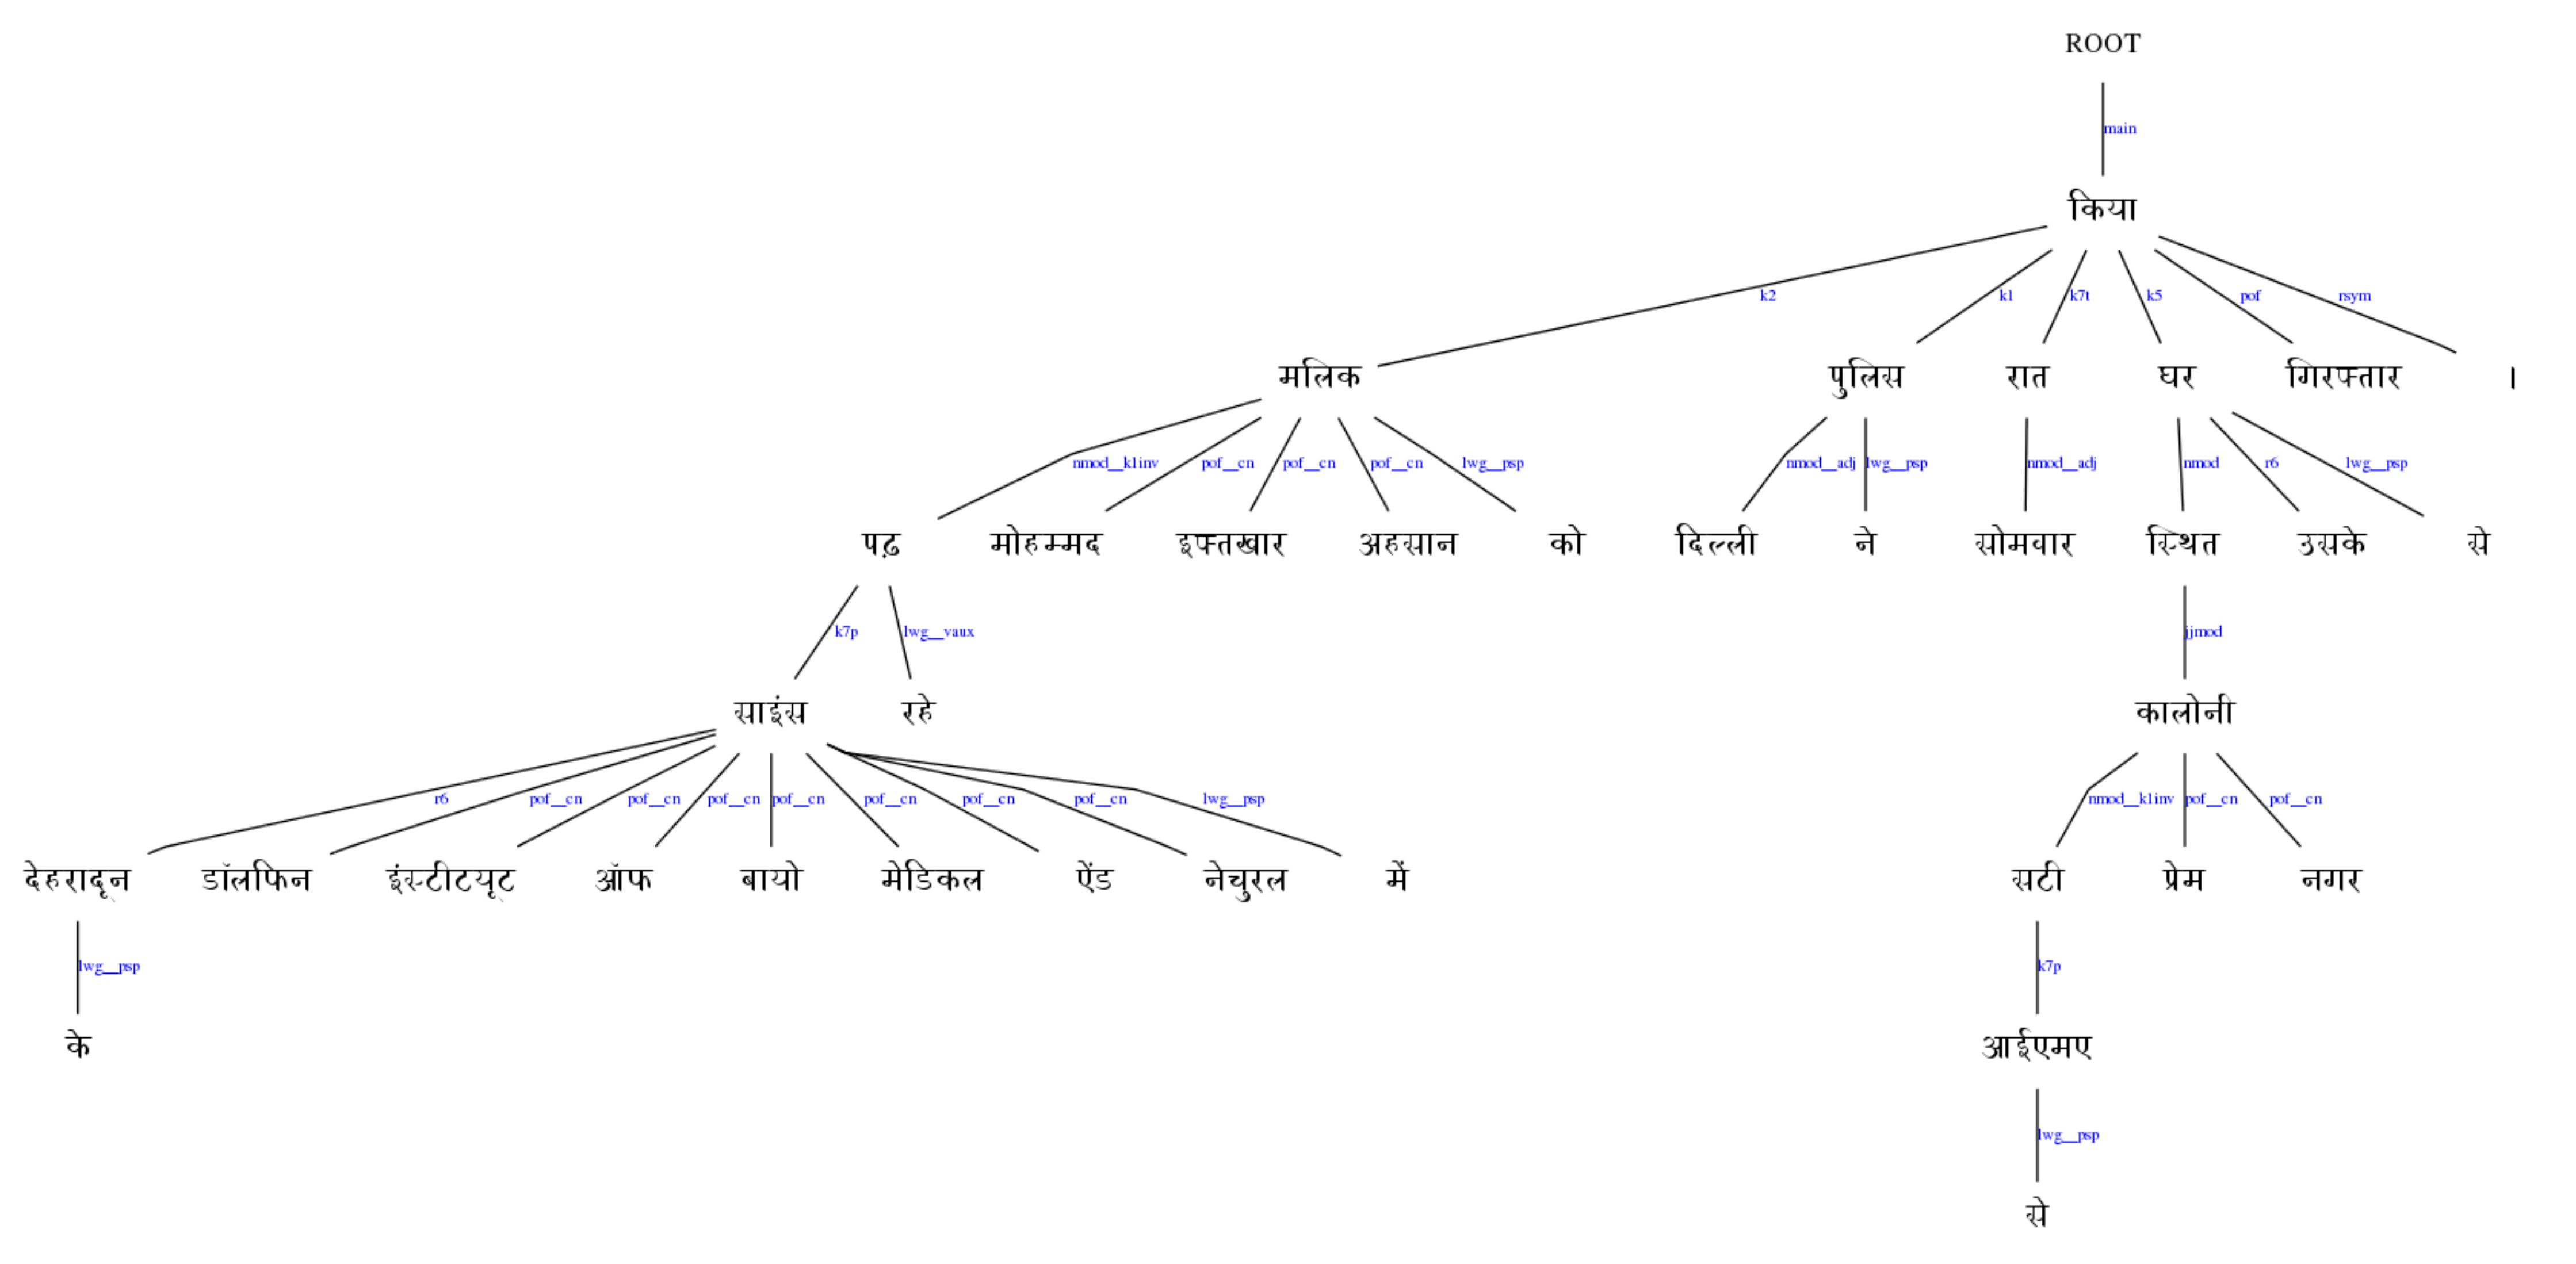 ROOT
main
किया
k2 k1 k7t k5 pof rsym
मलिक पुलिस रात घर गिरफ्तार ।
nmod__k1inv pof__cn pof__cn pof__cn lwg__psp nmod__adj lwg__psp nmod__adj nmod r6 lwg__psp
पढ़ मोहम्मद इफ्तखार अहसान को दिल्ली ने सोमवार स्थित उसके से
k7p lwg__vaux jjmod
साइंस रहे कालोनी
r6 pof__cn pof__cn pof__cn pof__cn pof__cn pof__cn pof__cn lwg__psp nmod__k1inv pof__cn pof__cn
देहरादून डॉलफिन इंस्टीटयूट ऑफ बायो मेडिकल ऐंड नेचुरल में सटी प्रेम नगर
lwg__psp k7p
के आईएमए
lwg__psp
से